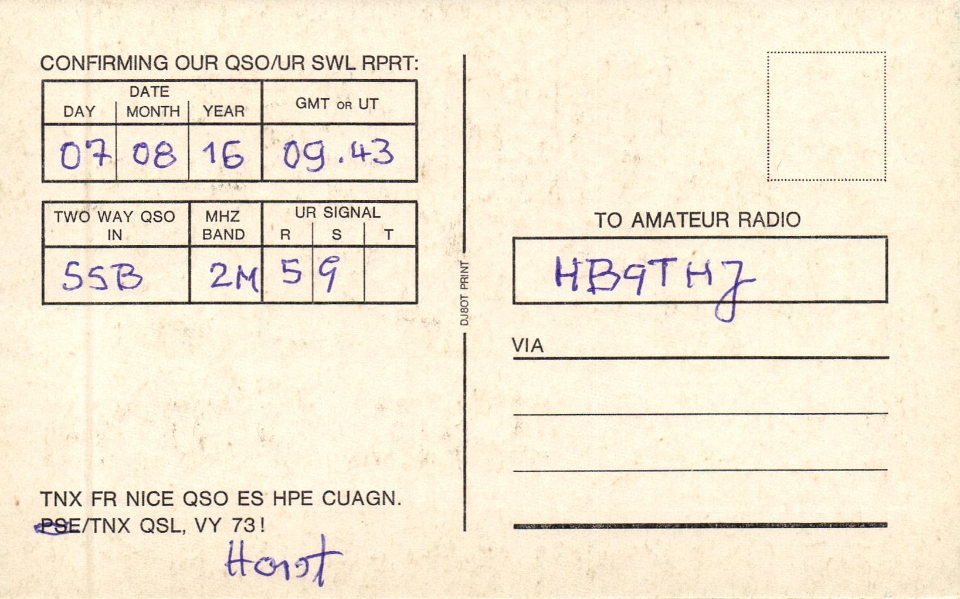 CONFIRMING OUR QSO/UR SWL RPRT:
DATE
DAY MONTH YEAR GMT OR UT
07 08 16 09.43
TWO WAY QSO IN MHZ BAND UR SIGNAL
R S T
SSB 2M 5 9
TNX FR NICE QSO ES HPE CUAGN.
PSE/TNX QSL, VY 73!
Horst
DJ8OT PRINT
TO AMATEUR RADIO
HB9THJ
VIA